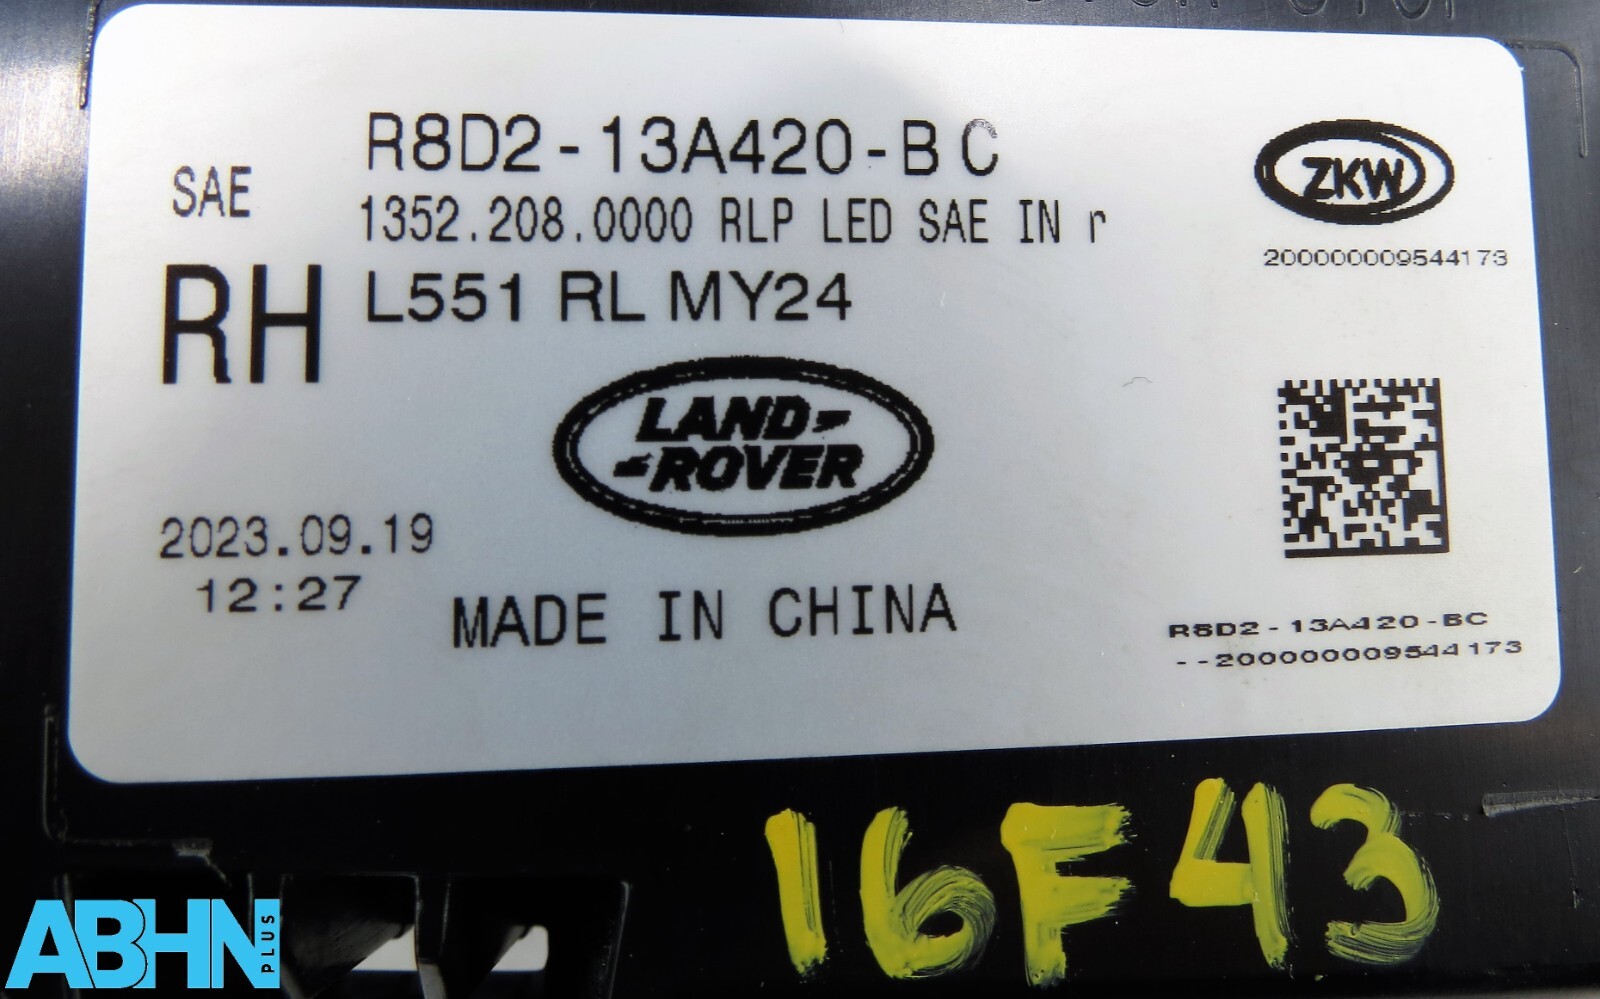 R8D2-13A420-BC
SAE
1352.208.0000 RLP LED SAE IN r
RH
L551 RL MY24
ZKW
200000009544173
LAND
ROVER
2023.09.19
12:27
MADE IN CHINA
R8D2-13A420-BC
--200000009544173
16F43
ABHN PLUS